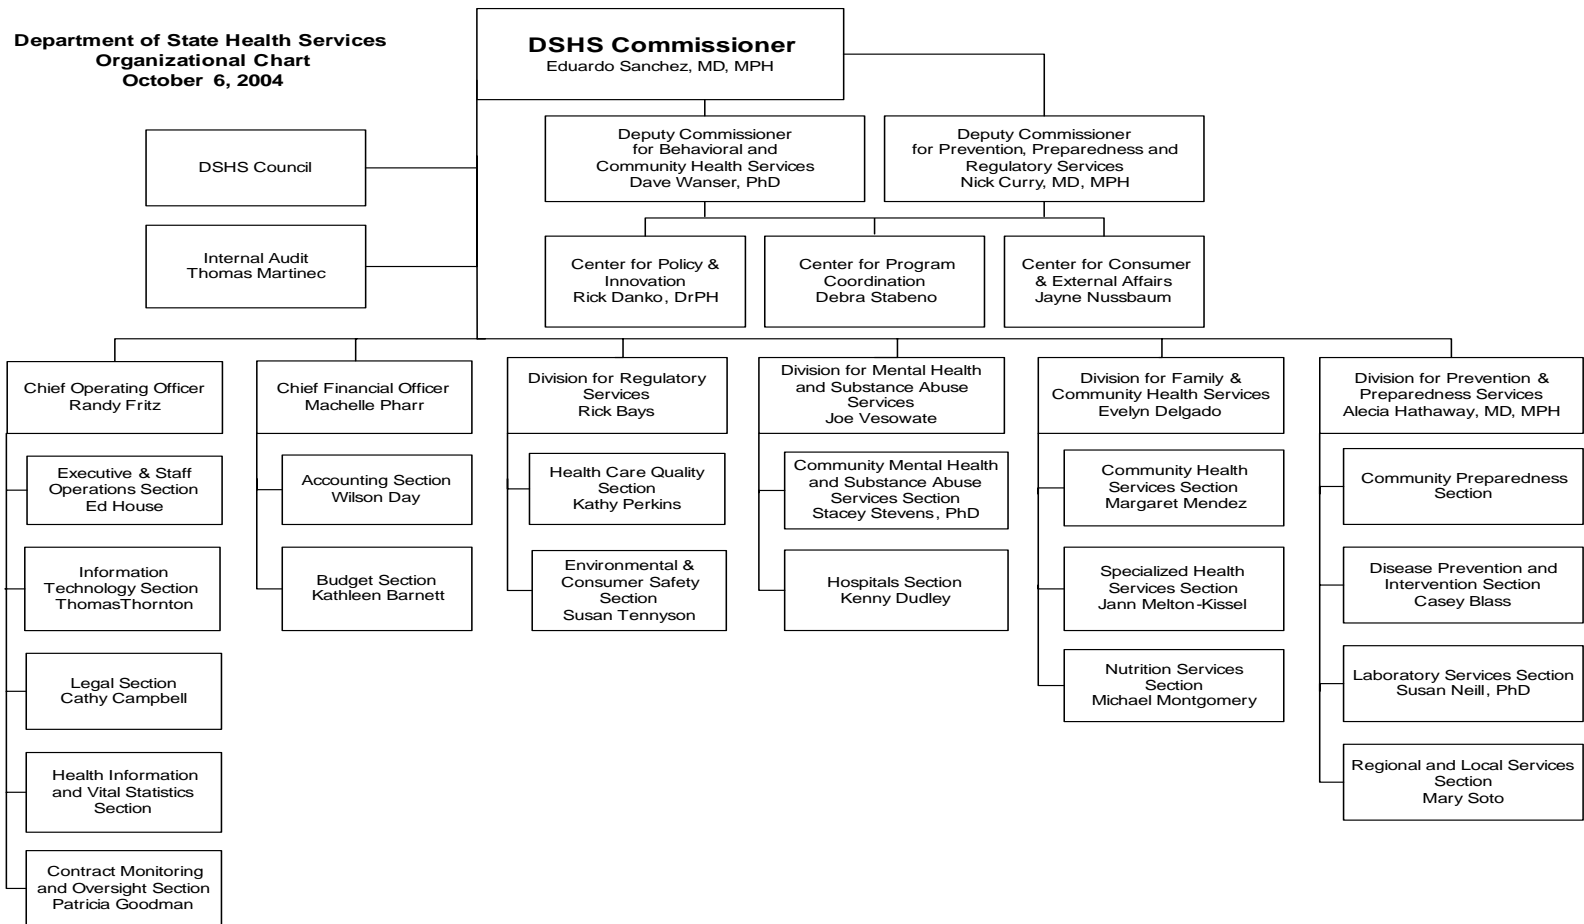 Department of State Health Services
Organizational Chart
October 6, 2004
DSHS Commissioner
Eduardo Sanchez, MD, MPH
DSHS Council
Internal Audit
Thomas Martinec
Deputy Commissioner
for Behavioral and
Community Health Services
Dave Wanser, PhD
Deputy Commissioner
for Prevention, Preparedness and
Regulatory Services
Nick Curry, MD, MPH
Center for Policy &
Innovation
Rick Danko, DrPH
Center for Program
Coordination
Debra Stabeno
Center for Consumer
& External Affairs
Jayne Nussbaum
Chief Operating Officer
Randy Fritz
Executive & Staff
Operations Section
Ed House
Information
Technology Section
ThomasThornton
Legal Section
Cathy Campbell
Health Information
and Vital Statistics
Section
Contract Monitoring
and Oversight Section
Patricia Goodman
Chief Financial Officer
Machelle Pharr
Accounting Section
Wilson Day
Budget Section
Kathleen Barnett
Division for Regulatory
Services
Rick Bays
Health Care Quality
Section
Kathy Perkins
Environmental &
Consumer Safety
Section
Susan Tennyson
Division for Mental Health
and Substance Abuse
Services
Joe Vesowate
Community Mental Health
and Substance Abuse
Services Section
Stacey Stevens, PhD
Hospitals Section
Kenny Dudley
Division for Family &
Community Health Services
Evelyn Delgado
Community Health
Services Section
Margaret Mendez
Specialized Health
Services Section
Jann Melton-Kissel
Nutrition Services
Section
Michael Montgomery
Division for Prevention &
Preparedness Services
Alecia Hathaway, MD, MPH
Community Preparedness
Section
Disease Prevention and
Intervention Section
Casey Blass
Laboratory Services Section
Susan Neill, PhD
Regional and Local Services
Section
Mary Soto